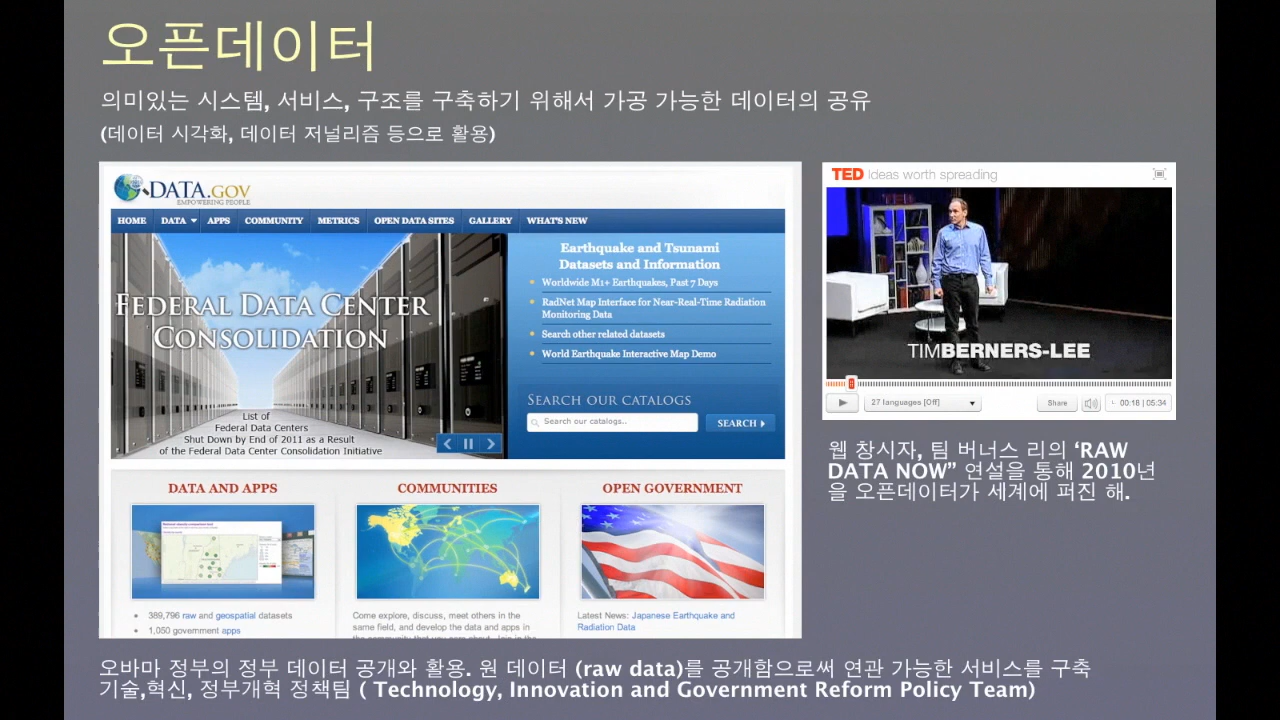 오픈데이터
의미있는 시스템, 서비스, 구조를 구축하기 위해서 가공 가능한 데이터의 공유
(데이터 시각화, 데이터 저널리즘 등으로 활용)
DATA.GOV
EMPOWERING PEOPLE
HOME DATA APPS COMMUNITY METRICS OPEN DATA SITES GALLERY WHAT'S NEW
FEDERAL DATA CENTER
CONSOLIDATION
List of
Federal Data Centers
Shut Down by End of 2011 as a Result
of the Federal Data Center Consolidation Initiative
Earthquake and Tsunami
Datasets and Information
Worldwide M1+ Earthquakes, Past 7 Days
RadNet Map Interface for Near-Real-Time Radiation
Monitoring Data
Search other related datasets
World Earthquake Interactive Map Demo
SEARCH OUR CATALOGS
Search our catalogs..
SEARCH
DATA AND APPS
389,796 raw and geospatial datasets
1,050 government apps
COMMUNITIES
Come explore, discuss, meet others in the
same field, and develop the data and apps in
the community that you care about. Join in the
OPEN GOVERNMENT
Latest News: Japanese Earthquake and
Radiation Data
TED Ideas worth spreading
TIMBERNERS-LEE
27 languages [Off] Share 00:18 | 05:34
웹 창시자, 팀 버너스 리의 ‘RAW
DATA NOW” 연설을 통해 2010년
을 오픈데이터가 세계에 퍼진 해.
오바마 정부의 정부 데이터 공개와 활용. 원 데이터 (raw data)를 공개함으로써 연관 가능한 서비스를 구축
기술,혁신, 정부개혁 정책팀 ( Technology, Innovation and Government Reform Policy Team)